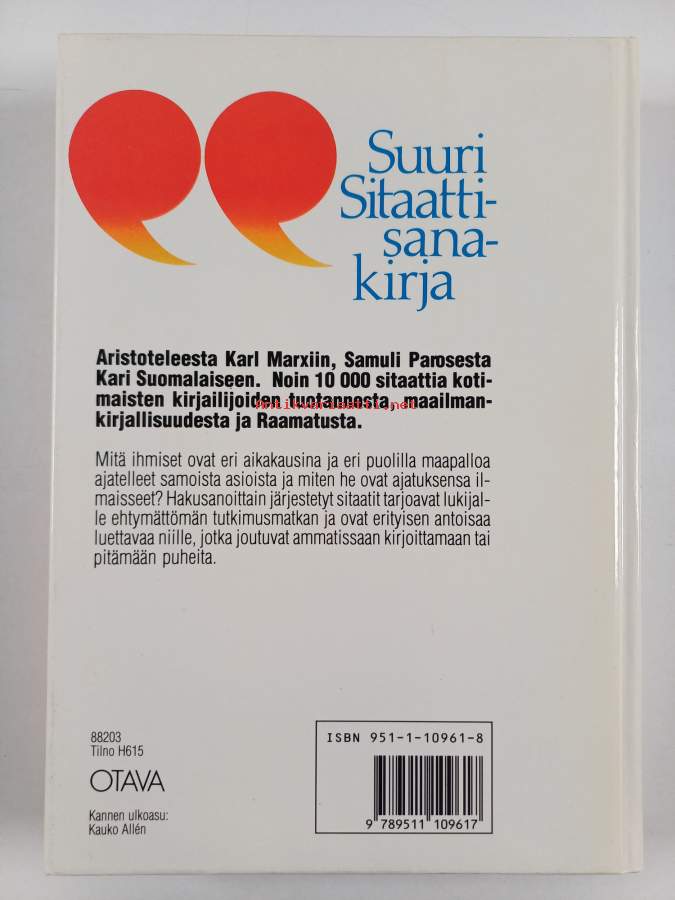 Suuri
Sitaatti-
sana-
kirja
Aristoteleesta Karl Marxiin, Samuli Parosesta
Kari Suomalaiseen. Noin 10 000 sitaattia koti-
maisten kirjailijoiden tuotannosta, maailman-
kirjallisuudesta ja Raamatusta.
Antikvariaatti.net
Mitä ihmiset ovat eri aikakausina ja eri puolilla maapalloa
ajatelleet samoista asioista ja miten he ovat ajatuksensa il-
maisseet? Hakusanoittain järjestetyt sitaatit tarjoavat lukijal-
le ehtymättömän tutkimusmatkan ja ovat erityisen antoisaa
luettavaa niille, jotka joutuvat ammatissaan kirjoittamaan tai
pitämään puheita.
88203
Tilno H615
OTAVA
Kannen ulkoasu:
Kauko Allén
ISBN 951-1-10961-8
9 789511 109617